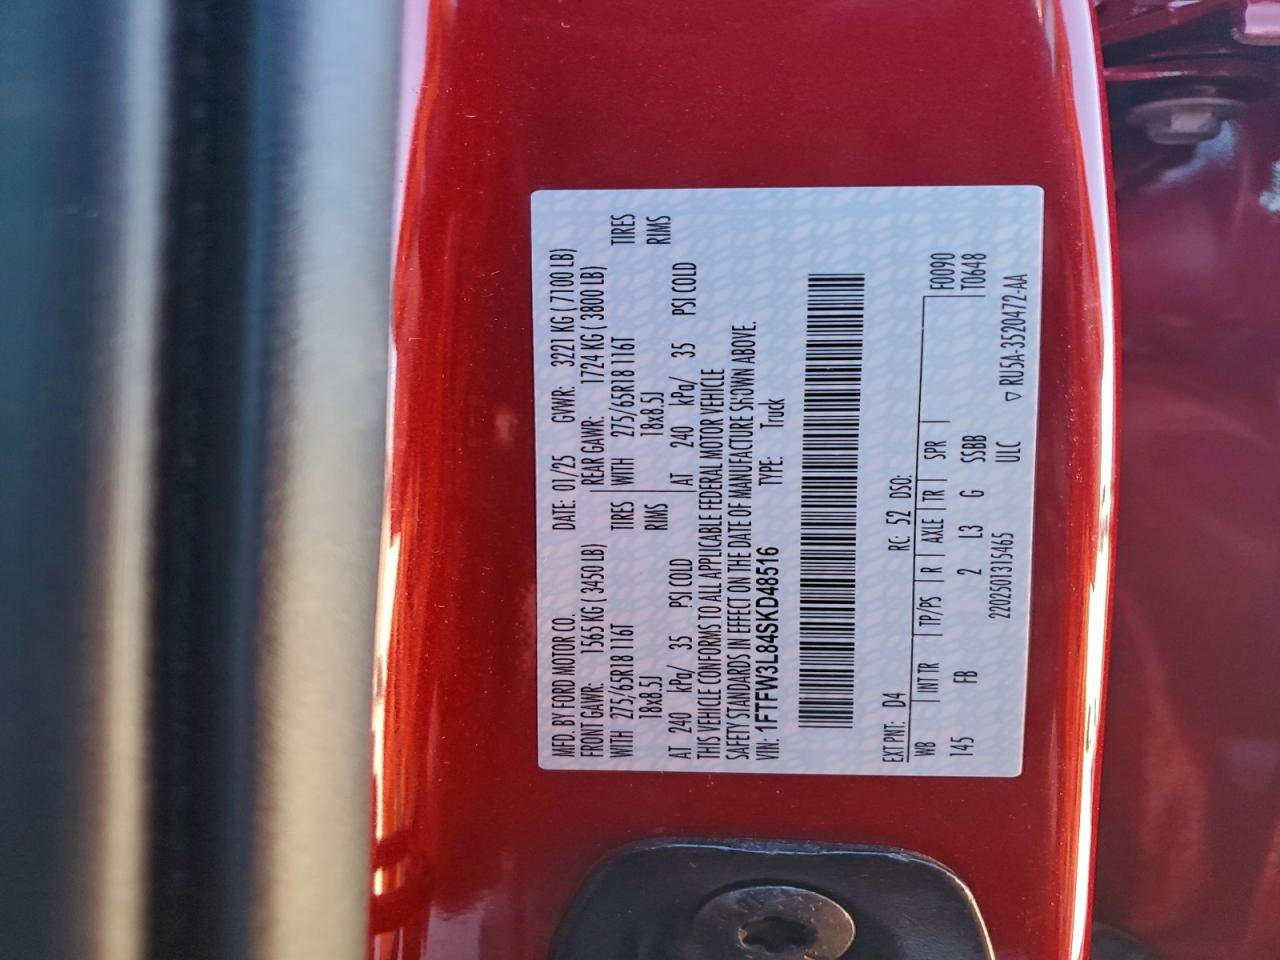 MFD. BY FORD MOTOR CO. DATE: 01/25 GVWR: 3221 KG ( 7100 LB)
FRONT GAWR: 1565 KG ( 3450 LB) REAR GAWR: 1724 KG ( 3800 LB)
WITH 275/65R18 116T TIRES WITH 275/65R18 116T TIRES
18x8.5J RIMS 18x8.5J RIMS
AT 240 kPa/ 35 PSI COLD AT 240 kPa/ 35 PSI COLD
THIS VEHICLE CONFORMS TO ALL APPLICABLE FEDERAL MOTOR VEHICLE
SAFETY STANDARDS IN EFFECT ON THE DATE OF MANUFACTURE SHOWN ABOVE.
VIN: 1FTFW3L84SKD48516 TYPE: Truck
EXT PNT: D4 RC: 52 DSO:
WB INT TR TP/PS R AXLE TR SPR F0090
145 FB 2 L3 G SSBB T0648
2202501315465 ULC ▽ RU5A-3520472-AA